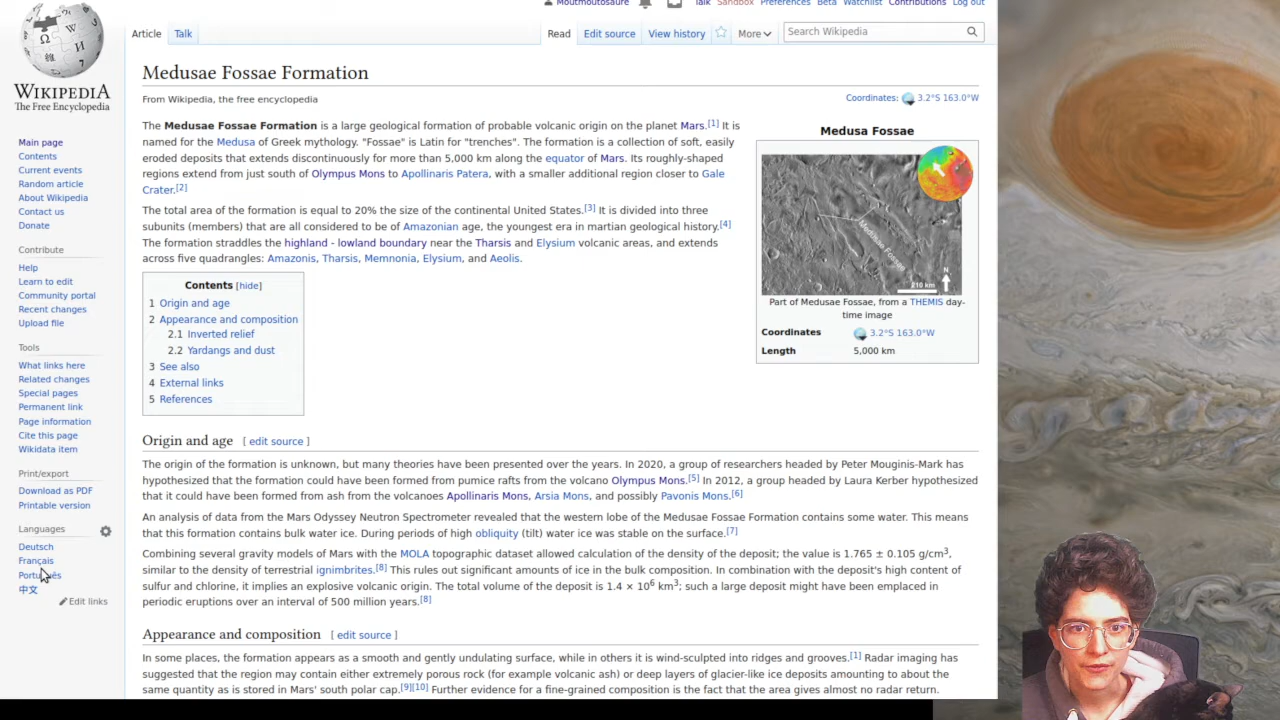 Moutmoutosaure Talk Sandbox Preferences Beta Watchlist Contributions Log out
Article Talk Read Edit source View history More Search Wikipedia
WIKIPEDIA
The Free Encyclopedia
Main page
Contents
Current events
Random article
About Wikipedia
Contact us
Donate
Contribute
Help
Learn to edit
Community portal
Recent changes
Upload file
Tools
What links here
Related changes
Special pages
Permanent link
Page information
Cite this page
Wikidata item
Print/export
Download as PDF
Printable version
Languages
Deutsch
Français
Português
中文
Edit links
Medusae Fossae Formation
From Wikipedia, the free encyclopedia
Coordinates: 3.2°S 163.0°W
The Medusae Fossae Formation is a large geological formation of probable volcanic origin on the planet Mars.[1] It is
named for the Medusa of Greek mythology. "Fossae" is Latin for "trenches". The formation is a collection of soft, easily
eroded deposits that extends discontinuously for more than 5,000 km along the equator of Mars. Its roughly-shaped
regions extend from just south of Olympus Mons to Apollinaris Patera, with a smaller additional region closer to Gale
Crater.[2]
The total area of the formation is equal to 20% the size of the continental United States.[3] It is divided into three
subunits (members) that are all considered to be of Amazonian age, the youngest era in martian geological history.[4]
The formation straddles the highland - lowland boundary near the Tharsis and Elysium volcanic areas, and extends
across five quadrangles: Amazonis, Tharsis, Memnonia, Elysium, and Aeolis.
Medusa Fossae
Medusae Fossae
N
210 km
Part of Medusae Fossae, from a THEMIS day-
time image
Coordinates 3.2°S 163.0°W
Length 5,000 km
Contents [hide]
1 Origin and age
2 Appearance and composition
2.1 Inverted relief
2.2 Yardangs and dust
3 See also
4 External links
5 References
Origin and age [ edit source ]
The origin of the formation is unknown, but many theories have been presented over the years. In 2020, a group of researchers headed by Peter Mouginis-Mark has
hypothesized that the formation could have been formed from pumice rafts from the volcano Olympus Mons.[5] In 2012, a group headed by Laura Kerber hypothesized
that it could have been formed from ash from the volcanoes Apollinaris Mons, Arsia Mons, and possibly Pavonis Mons.[6]
An analysis of data from the Mars Odyssey Neutron Spectrometer revealed that the western lobe of the Medusae Fossae Formation contains some water. This means
that this formation contains bulk water ice. During periods of high obliquity (tilt) water ice was stable on the surface.[7]
Combining several gravity models of Mars with the MOLA topographic dataset allowed calculation of the density of the deposit; the value is 1.765 ± 0.105 g/cm³,
similar to the density of terrestrial ignimbrites.[8] This rules out significant amounts of ice in the bulk composition. In combination with the deposit's high content of
sulfur and chlorine, it implies an explosive volcanic origin. The total volume of the deposit is 1.4 × 10⁶ km³; such a large deposit might have been emplaced in
periodic eruptions over an interval of 500 million years.[8]
Appearance and composition [ edit source ]
In some places, the formation appears as a smooth and gently undulating surface, while in others it is wind-sculpted into ridges and grooves.[1] Radar imaging has
suggested that the region may contain either extremely porous rock (for example volcanic ash) or deep layers of glacier-like ice deposits amounting to about the
same quantity as is stored in Mars' south polar cap.[9][10] Further evidence for a fine-grained composition is the fact that the area gives almost no radar return.